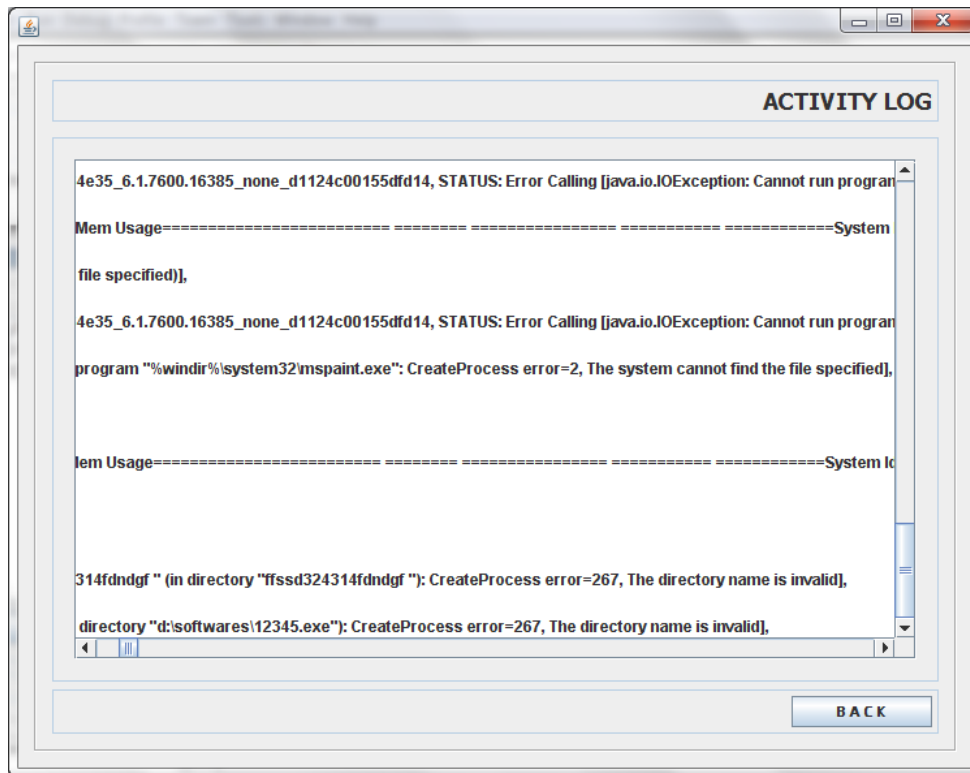 ACTIVITY LOG
4e35_6.1.7600.16385_none_d1124c00155dfd14, STATUS: Error Calling [java.io.IOException: Cannot run program
Mem Usage========================= ======== ================ =========== ============System
file specified)],
4e35_6.1.7600.16385_none_d1124c00155dfd14, STATUS: Error Calling [java.io.IOException: Cannot run program
program "%windir%\system32\mspaint.exe": CreateProcess error=2, The system cannot find the file specified],
lem Usage========================= ======== ================ =========== ============System Id
314fdndgf " (in directory "ffssd324314fdndgf "): CreateProcess error=267, The directory name is invalid],
directory "d:\softwares\12345.exe"): CreateProcess error=267, The directory name is invalid],
BACK